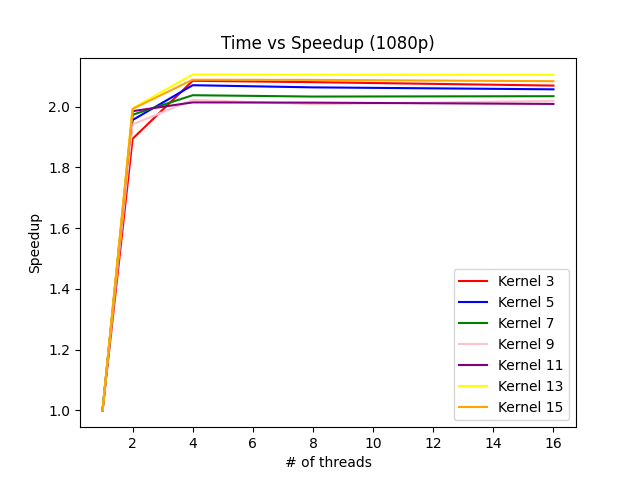 Time vs Speedup (1080p)
Speedup
2.0
1.8
1.6
1.4
1.2
1.0
Kernel 3
Kernel 5
Kernel 7
Kernel 9
Kernel 11
Kernel 13
Kernel 15
2 4 6 8 10 12 14 16
# of threads